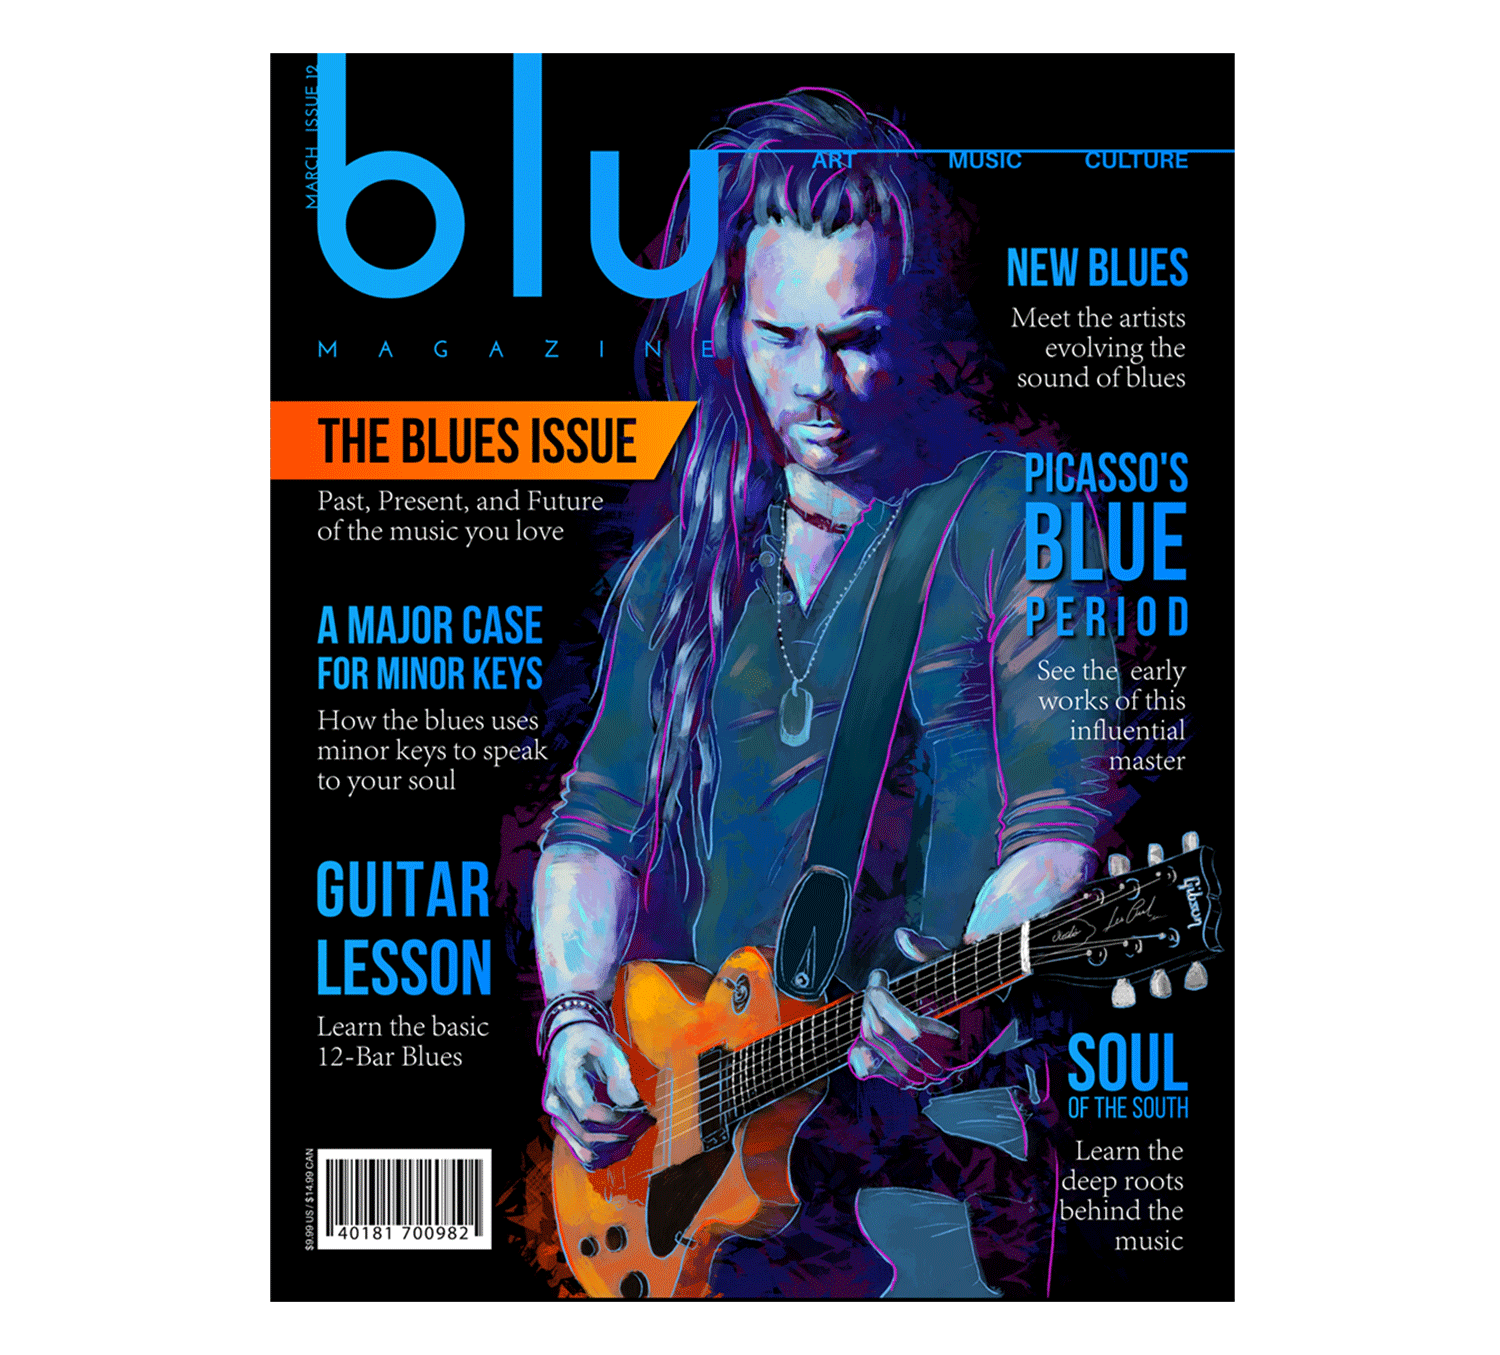 MARCH ISSUE 12
blu
MAGAZINE
ART MUSIC CULTURE
THE BLUES ISSUE
Past, Present, and Future
of the music you love
A MAJOR CASE
FOR MINOR KEYS
How the blues uses
minor keys to speak
to your soul
GUITAR
LESSON
Learn the basic
12-Bar Blues
$9.99 US / $14.99 CAN
40181 700982
NEW BLUES
Meet the artists
evolving the
sound of blues
PICASSO'S
BLUE
PERIOD
See the early
works of this
influential
master
Gibson
Les Paul
SOUL
OF THE SOUTH
Learn the
deep roots
behind the
music